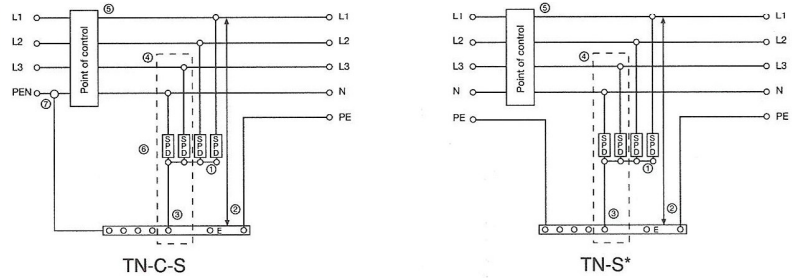 ⑤
L1 L1
L2 L2
④
L3 L3
PEN N
⑦
PE
Point of control
SPD SPD SPD SPD
⑥
①
②
③
E
TN-C-S
⑤
L1 L1
L2 L2
④
L3 L3
N N
PE PE
Point of control
SPD SPD SPD SPD
①
②
③
E
TN-S*